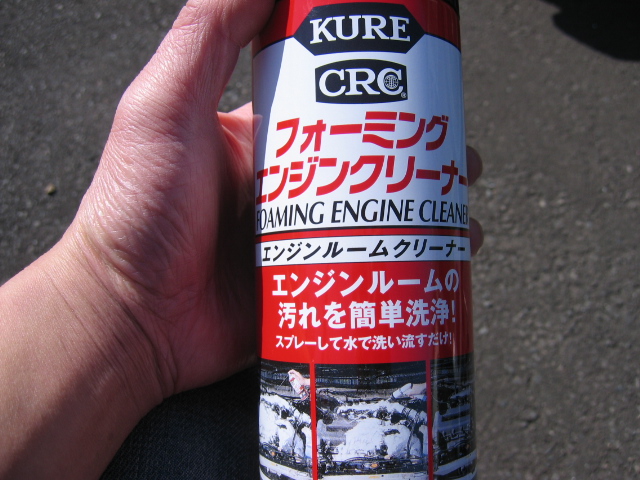 KURE
CRC®
フォーミング
エンジンクリーナー
FOAMING ENGINE CLEANER
エンジンルームクリーナー
エンジンルームの
汚れを簡単洗浄!
スプレーして水で洗い流すだけ!